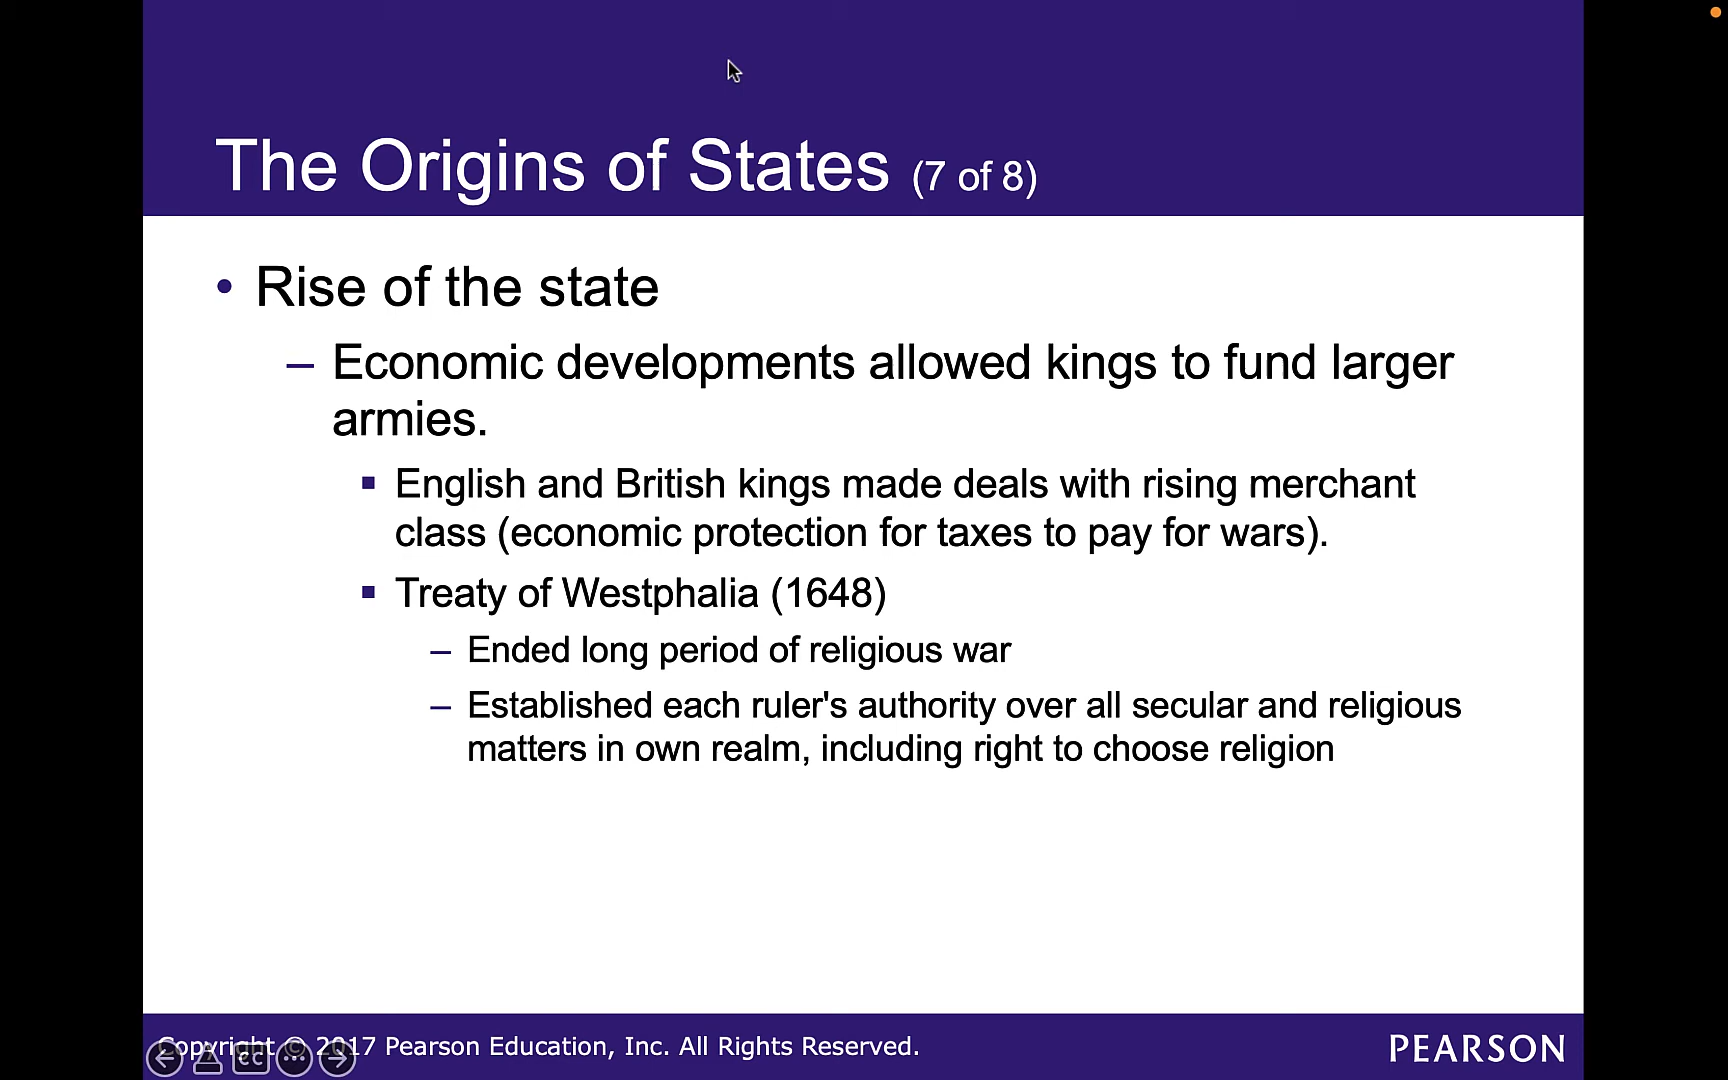 The Origins of States (7 of 8)
• Rise of the state
– Economic developments allowed kings to fund larger
armies.
▪ English and British kings made deals with rising merchant
class (economic protection for taxes to pay for wars).
▪ Treaty of Westphalia (1648)
– Ended long period of religious war
– Established each ruler's authority over all secular and religious
matters in own realm, including right to choose religion
Copyright © 2017 Pearson Education, Inc. All Rights Reserved.
CC
PEARSON